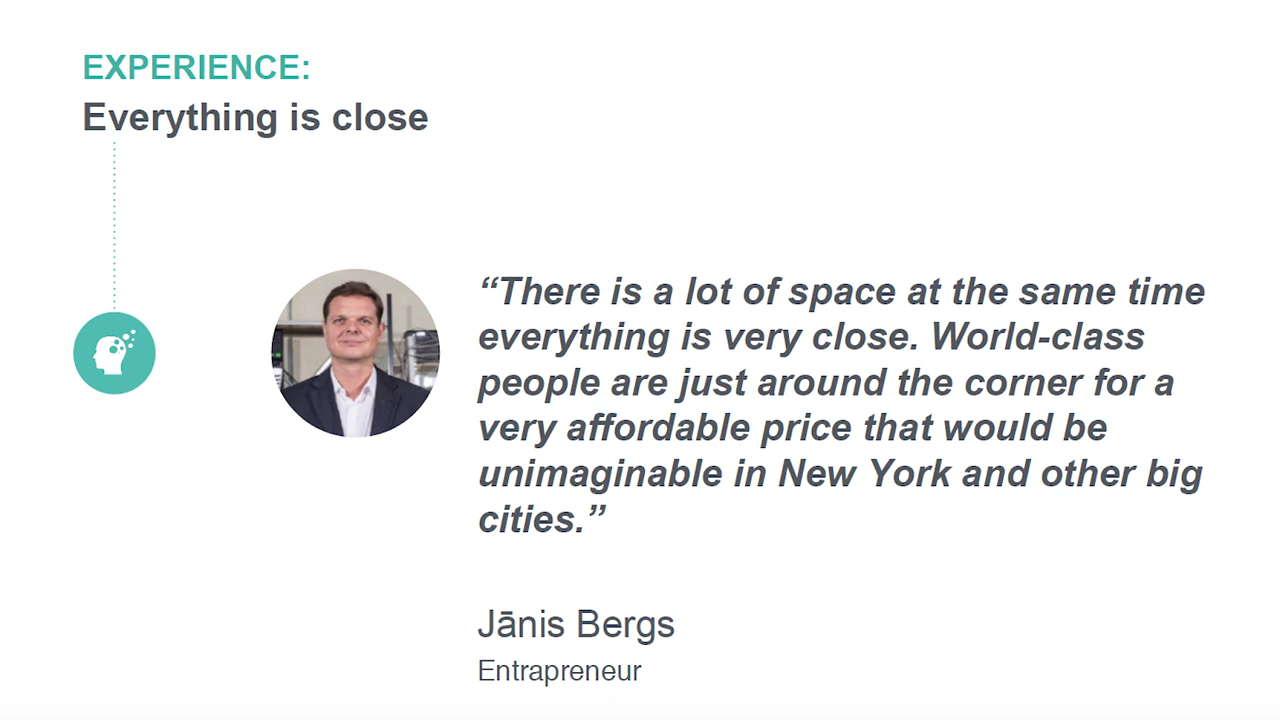 EXPERIENCE:
Everything is close
“There is a lot of space at the same time
everything is very close. World-class
people are just around the corner for a
very affordable price that would be
unimaginable in New York and other big
cities.”
Jānis Bergs
Entrapreneur